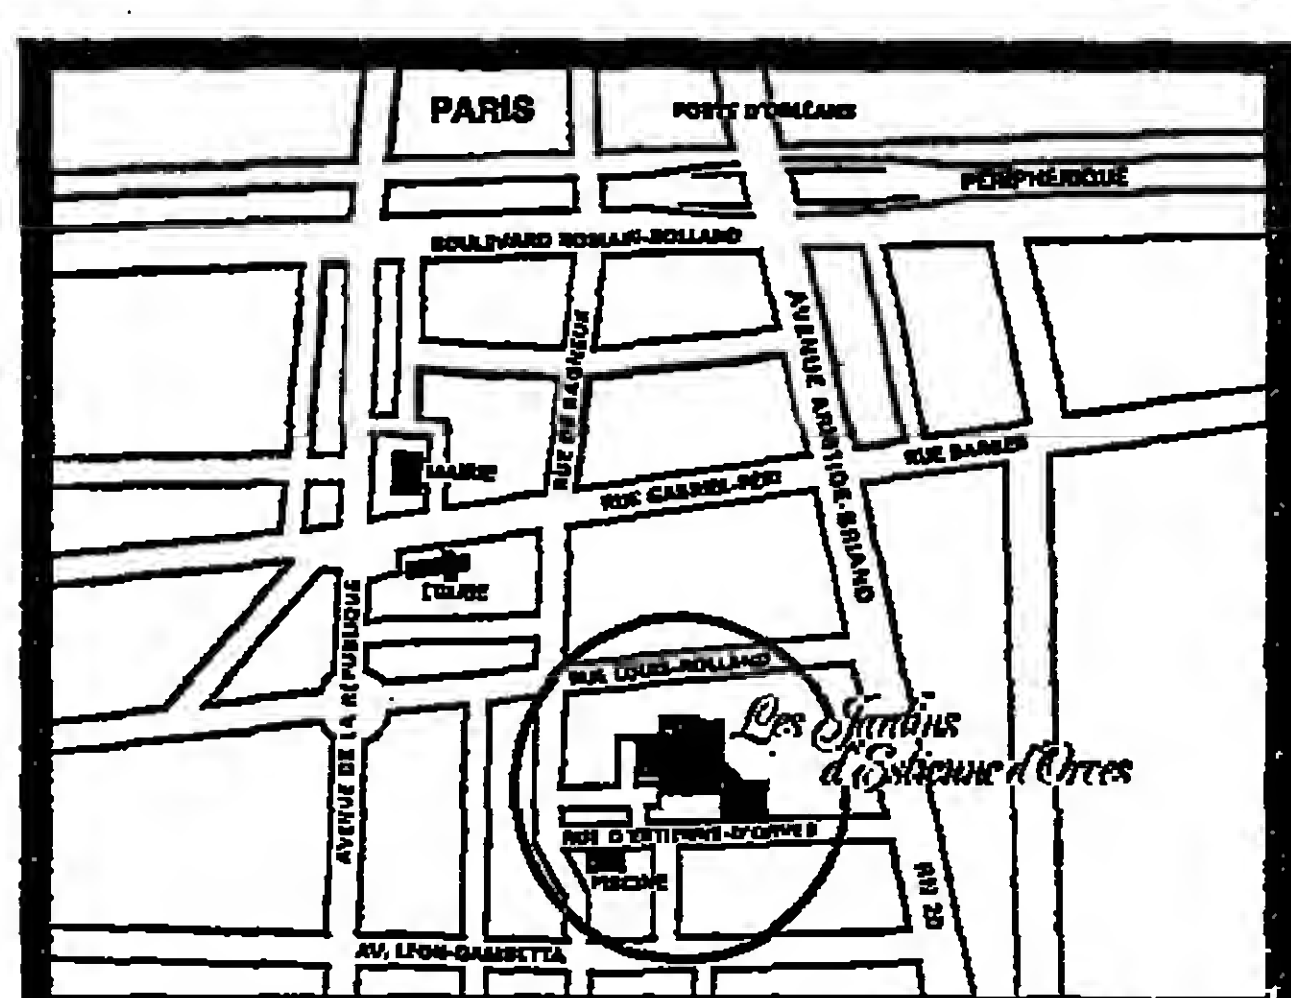 PARIS
PORTE D'ORLÉANS
PÉRIPHÉRIQUE
BOULEVARD ROMAIN-ROLLAND
AVENUE ARISTIDE-BRIAND
RUE DE BAGNEUX
RUE BARBÈS
MAIRIE
RUE GABRIEL-PÉRI
ÉGLISE
AVENUE DE LA RÉPUBLIQUE
RUE LOUIS-ROLLAND
Les Jardins
d'Estienne d'Orves
RUE D'ESTIENNE-D'ORVES
PISCINE
RN 20
AV. LÉON-GAMBETTA